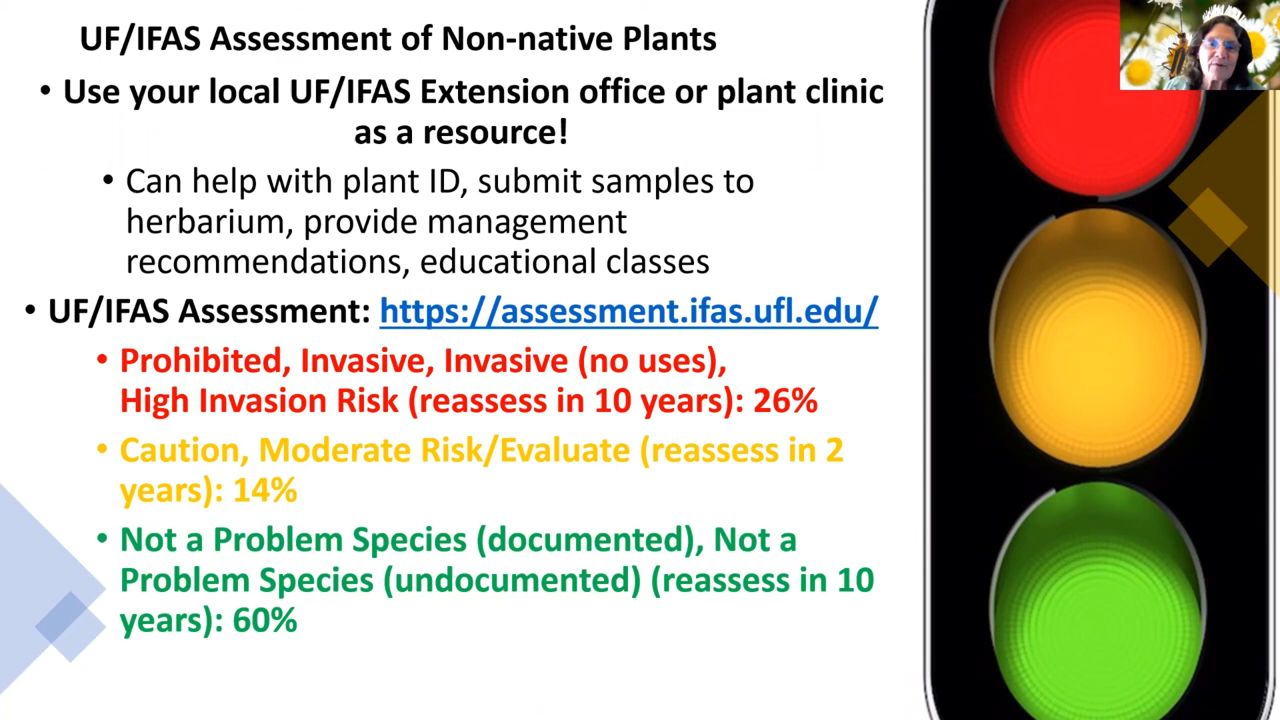 UF/IFAS Assessment of Non-native Plants
• Use your local UF/IFAS Extension office or plant clinic
as a resource!
• Can help with plant ID, submit samples to
herbarium, provide management
recommendations, educational classes
• UF/IFAS Assessment: https://assessment.ifas.ufl.edu/
• Prohibited, Invasive, Invasive (no uses),
High Invasion Risk (reassess in 10 years): 26%
• Caution, Moderate Risk/Evaluate (reassess in 2
years): 14%
• Not a Problem Species (documented), Not a
Problem Species (undocumented) (reassess in 10
years): 60%